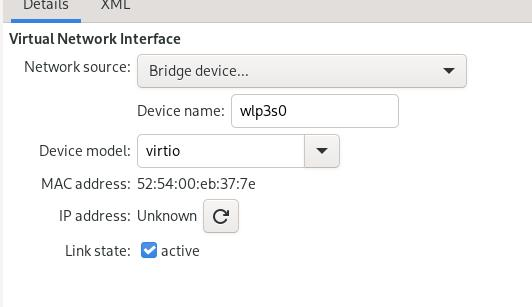 Details XML
Virtual Network Interface
Network source: Bridge device...
Device name: wlp3s0
Device model: virtio
MAC address: 52:54:00:eb:37:7e
IP address: Unknown
Link state: active